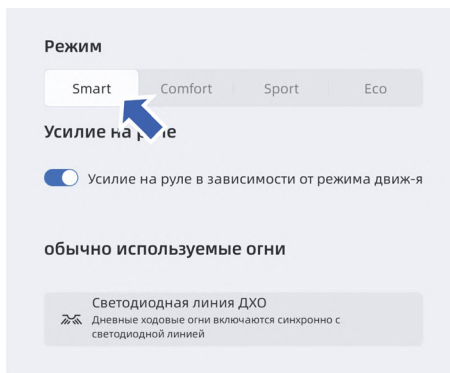 Режим
Smart Comfort Sport Eco
Усилие на руле
Усилие на руле в зависимости от режима движ-я
обычно используемые огни
Светодиодная линия ДХО
Дневные ходовые огни включаются синхронно с
светодиодной линией